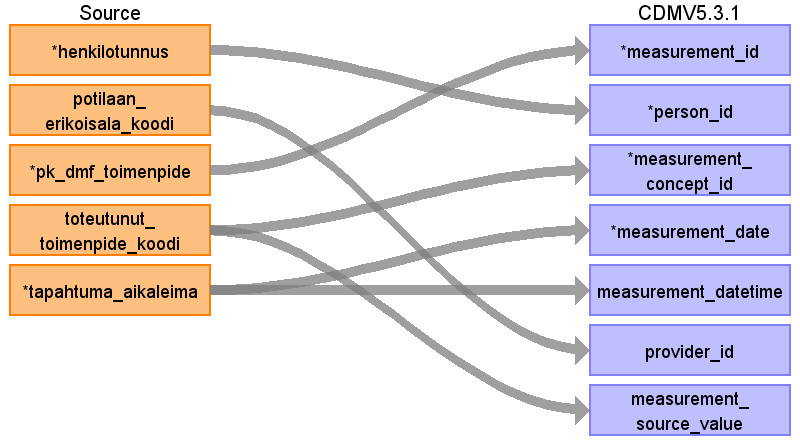 Source
CDMV5.3.1
*henkilotunnus
*measurement_id
potilaan_
erikoisala_koodi
*person_id
*pk_dmf_toimenpide
*measurement_
concept_id
toteutunut_
toimenpide_koodi
*measurement_date
*tapahtuma_aikaleima
measurement_datetime
provider_id
measurement_
source_value